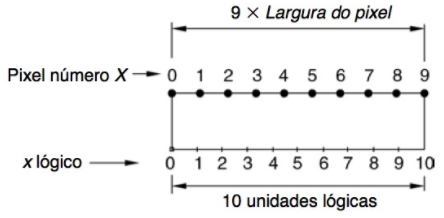 9 × Largura do pixel
Pixel número X 0 1 2 3 4 5 6 7 8 9
x lógico 0 1 2 3 4 5 6 7 8 9 10
10 unidades lógicas